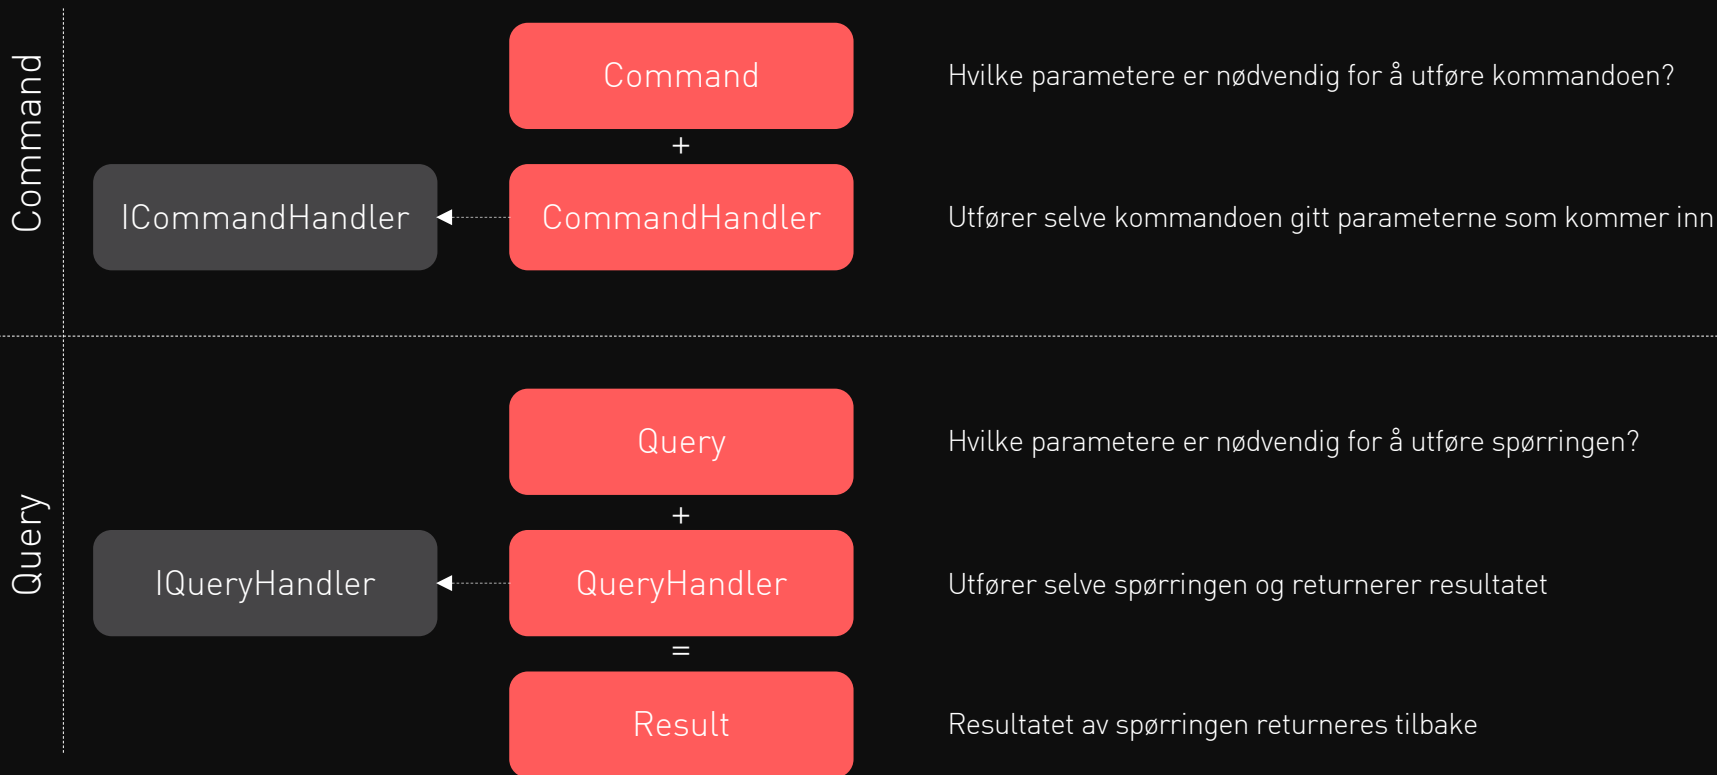 Command
Command
Hvilke parametere er nødvendig for å utføre kommandoen?
+
ICommandHandler
CommandHandler
Utfører selve kommandoen gitt parameterne som kommer inn
Query
Query
Hvilke parametere er nødvendig for å utføre spørringen?
+
IQueryHandler
QueryHandler
Utfører selve spørringen og returnerer resultatet
=
Result
Resultatet av spørringen returneres tilbake